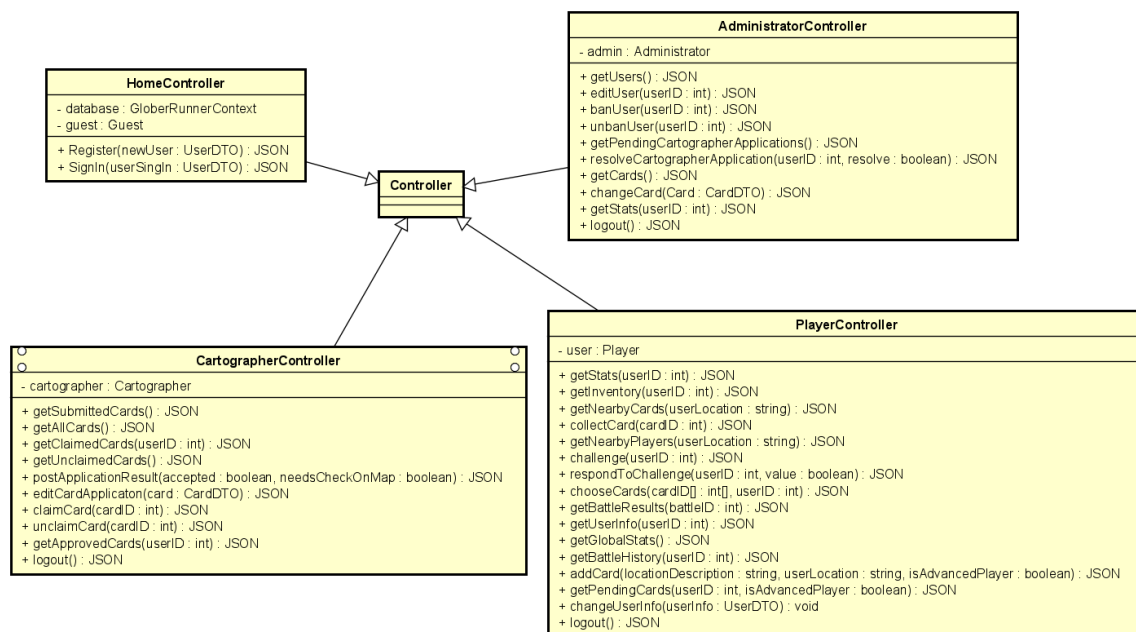 HomeController
- database : GloberRunnerContext
- guest : Guest
+ Register(newUser : UserDTO) : JSON
+ SignIn(userSingIn : UserDTO) : JSON
Controller
AdministratorController
- admin : Administrator
+ getUsers() : JSON
+ editUser(userID : int) : JSON
+ banUser(userID : int) : JSON
+ unbanUser(userID : int) : JSON
+ getPendingCartographerApplications() : JSON
+ resolveCartographerApplication(userID : int, resolve : boolean) : JSON
+ getCards() : JSON
+ changeCard(Card : CardDTO) : JSON
+ getStats(userID : int) : JSON
+ logout() : JSON
CartographerController
- cartographer : Cartographer
+ getSubmittedCards() : JSON
+ getAllCards() : JSON
+ getClaimedCards(userID : int) : JSON
+ getUnclaimedCards() : JSON
+ postApplicationResult(accepted : boolean, needsCheckOnMap : boolean) : JSON
+ editCardApplicaton(card : CardDTO) : JSON
+ claimCard(cardID : int) : JSON
+ unclaimCard(cardID : int) : JSON
+ getApprovedCards(userID : int) : JSON
+ logout() : JSON
PlayerController
- user : Player
+ getStats(userID : int) : JSON
+ getInventory(userID : int) : JSON
+ getNearbyCards(userLocation : string) : JSON
+ collectCard(cardID : int) : JSON
+ getNearbyPlayers(userLocation : string) : JSON
+ challenge(userID : int) : JSON
+ respondToChallenge(userID : int, value : boolean) : JSON
+ chooseCards(cardID[] : int[], userID : int) : JSON
+ getBattleResults(battleID : int) : JSON
+ getUserInfo(userID : int) : JSON
+ getGlobalStats() : JSON
+ getBattleHistory(userID : int) : JSON
+ addCard(locationDescription : string, userLocation : string, isAdvancedPlayer : boolean) : JSON
+ getPendingCards(userID : int, isAdvancedPlayer : boolean) : JSON
+ changeUserInfo(userInfo : UserDTO) : void
+ logout() : JSON